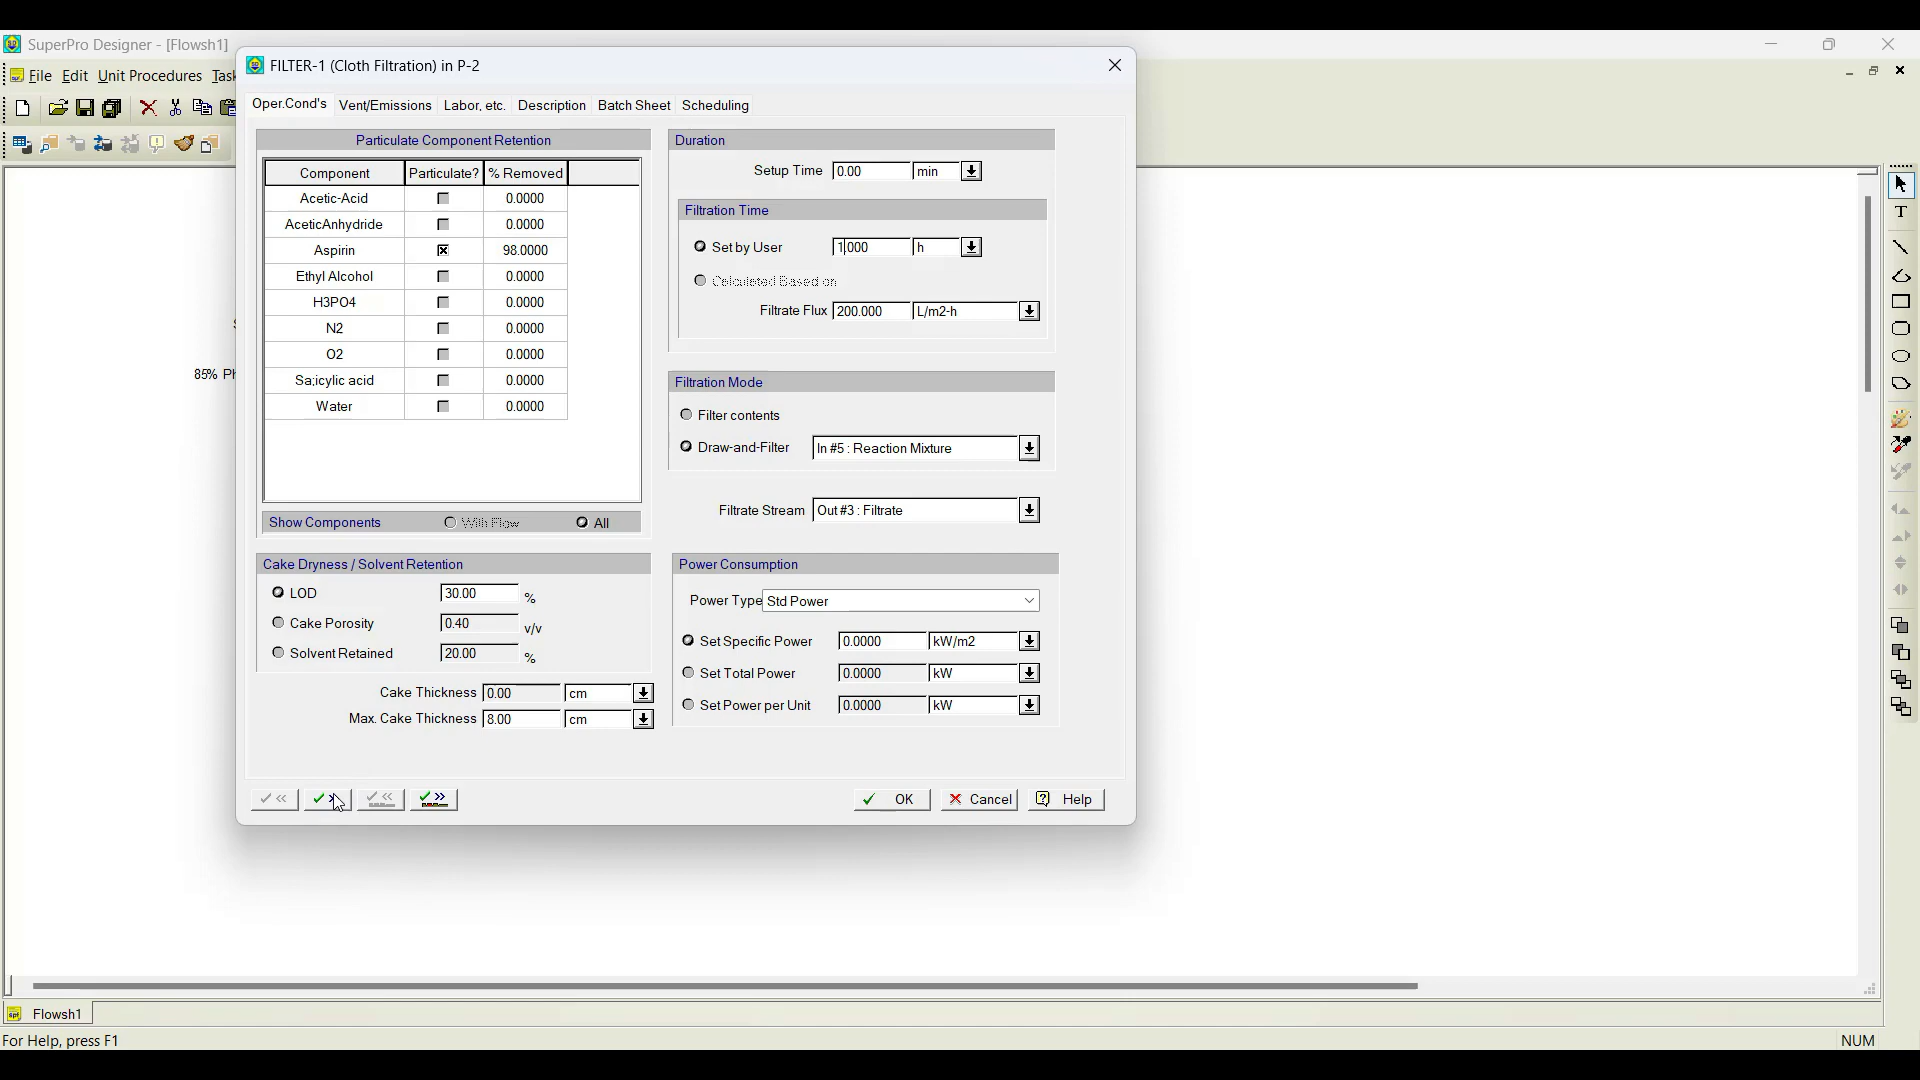 SuperPro Designer - [Flowsh1]
File Edit Unit Procedures Task
FILTER-1 (Cloth Filtration) in P-2
Oper.Cond's Vent/Emissions Labor, etc. Description Batch Sheet Scheduling
Particulate Component Retention
Component Particulate? % Removed
Acetic-Acid 0.0000
AceticAnhydride 0.0000
Aspirin 98.0000
Ethyl Alcohol 0.0000
H3PO4 0.0000
N2 0.0000
O2 0.0000
Sa;icylic acid 0.0000
Water 0.0000
Show Components With Flow All
Cake Dryness / Solvent Retention
LOD 30.00 %
Cake Porosity 0.40 v/v
Solvent Retained 20.00 %
Cake Thickness 0.00 cm
Max. Cake Thickness 8.00 cm
Duration
Setup Time 0.00 min
Filtration Time
Set by User 1.000 h
Calculated Based on
Filtrate Flux 200.000 L/m2-h
Filtration Mode
Filter contents
Draw-and-Filter In #5 : Reaction Mixture
Filtrate Stream Out #3 : Filtrate
Power Consumption
Power Type Std Power
Set Specific Power 0.0000 kW/m2
Set Total Power 0.0000 kW
Set Power per Unit 0.0000 kW
OK Cancel Help
85% Ph
Flowsh1
For Help, press F1
NUM